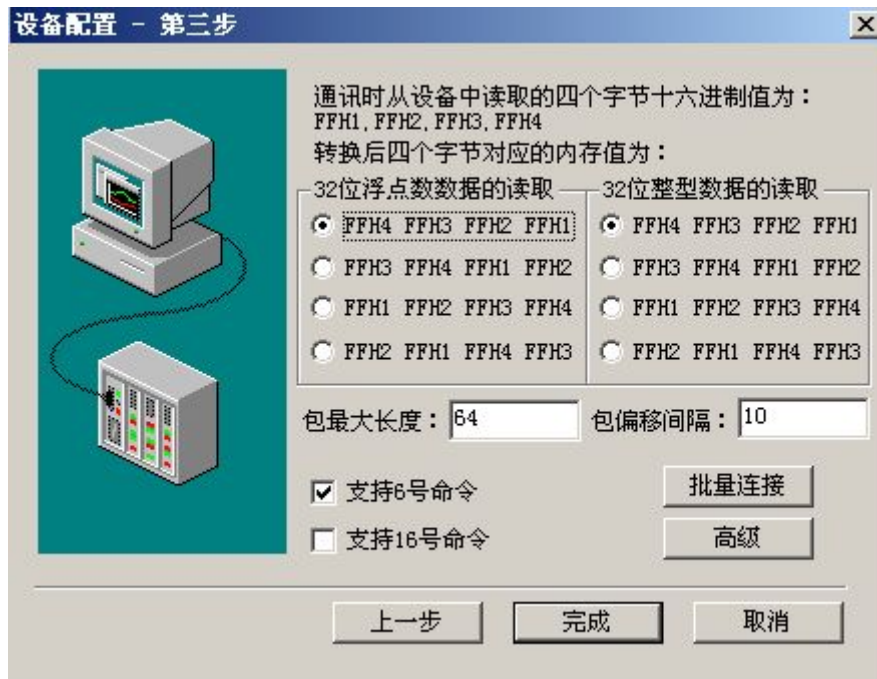 设备配置 - 第三步
通讯时从设备中读取的四个字节十六进制值为：
FFH1, FFH2, FFH3, FFH4
转换后四个字节对应的内存值为：
32位浮点数数据的读取
FFH4 FFH3 FFH2 FFH1
FFH3 FFH4 FFH1 FFH2
FFH1 FFH2 FFH3 FFH4
FFH2 FFH1 FFH4 FFH3
32位整型数据的读取
FFH4 FFH3 FFH2 FFH1
FFH3 FFH4 FFH1 FFH2
FFH1 FFH2 FFH3 FFH4
FFH2 FFH1 FFH4 FFH3
包最大长度：64
包偏移间隔：10
支持6号命令
批量连接
支持16号命令
高级
上一步
完成
取消